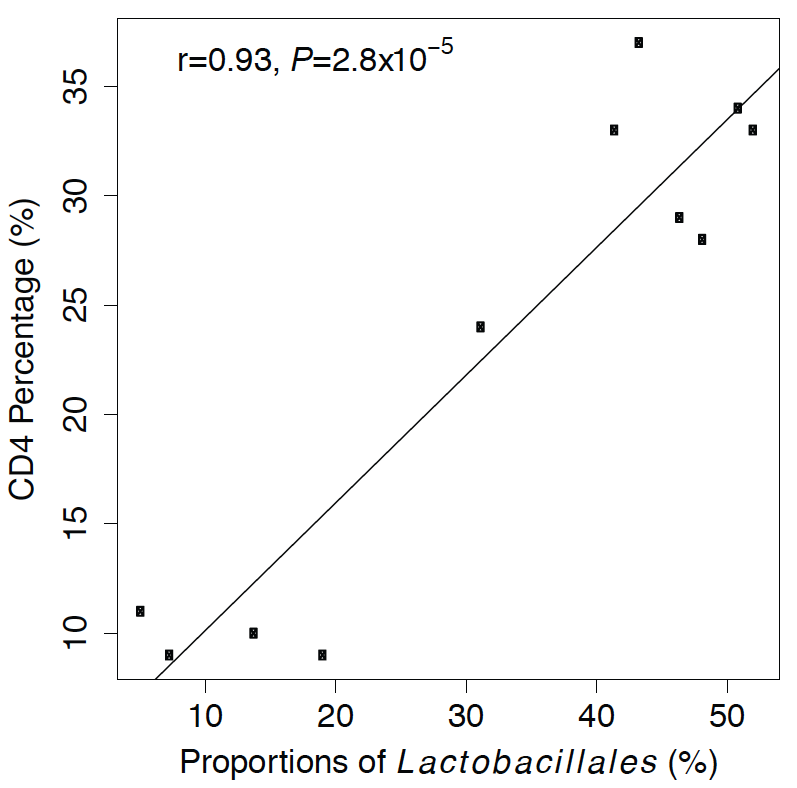 r=0.93, P=2.8x10⁻⁵
CD4 Percentage (%)
35
30
25
20
15
10
10 20 30 40 50
Proportions of Lactobacillales (%)